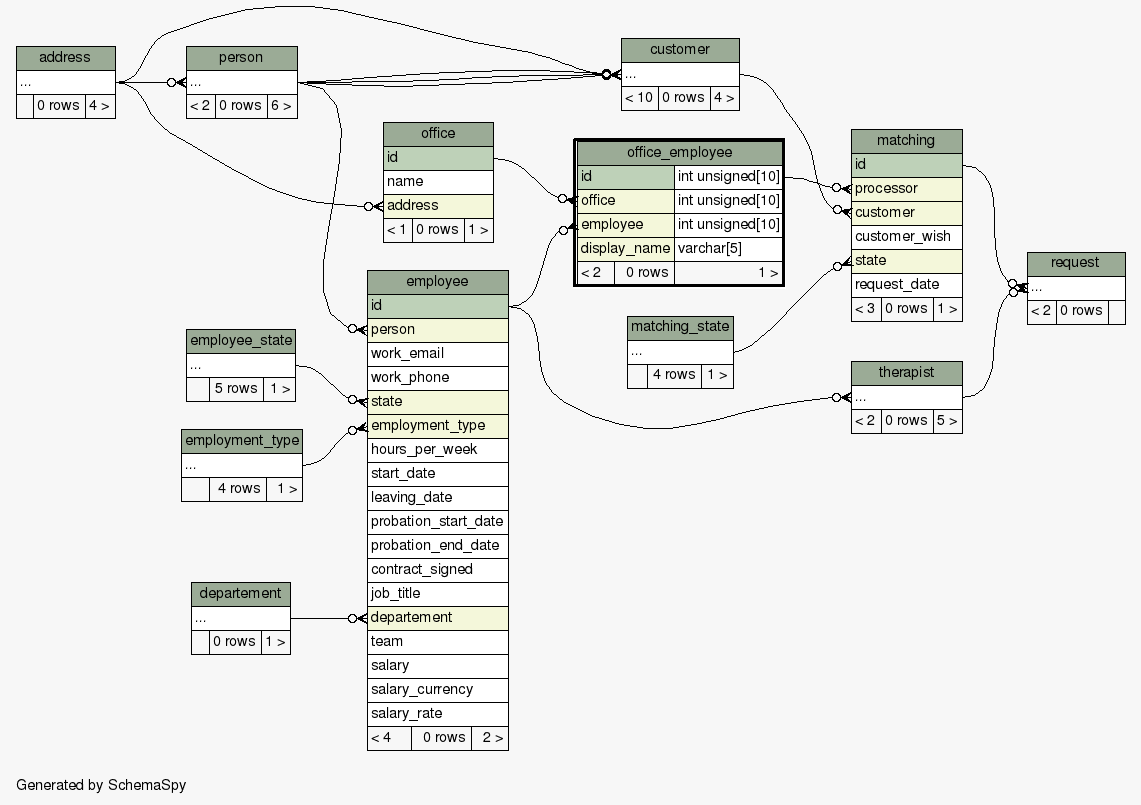 address
...
0 rows 4 >
person
...
< 2 0 rows 6 >
customer
...
< 10 0 rows 4 >
office
id
name
address
< 1 0 rows 1 >
office_employee
id int unsigned[10]
office int unsigned[10]
employee int unsigned[10]
display_name varchar[5]
< 2 0 rows 1 >
matching
id
processor
customer
customer_wish
state
request_date
< 3 0 rows 1 >
request
...
< 2 0 rows
employee
id
person
work_email
work_phone
state
employment_type
hours_per_week
start_date
leaving_date
probation_start_date
probation_end_date
contract_signed
job_title
departement
team
salary
salary_currency
salary_rate
< 4 0 rows 2 >
matching_state
...
4 rows 1 >
employee_state
...
5 rows 1 >
therapist
...
< 2 0 rows 5 >
employment_type
...
4 rows 1 >
departement
...
0 rows 1 >
Generated by SchemaSpy